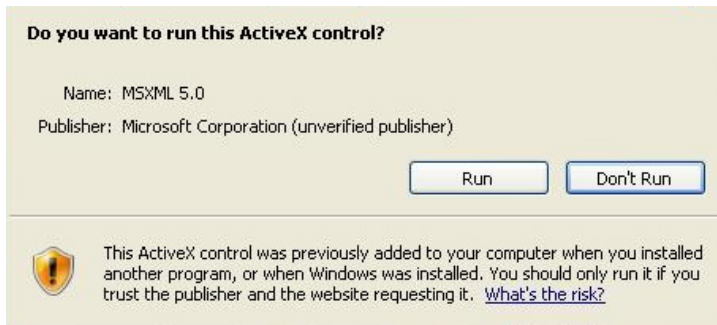 Do you want to run this ActiveX control?
Name: MSXML 5.0
Publisher: Microsoft Corporation (unverified publisher)
Run Don't Run
This ActiveX control was previously added to your computer when you installed
another program, or when Windows was installed. You should only run it if you
trust the publisher and the website requesting it. What's the risk?